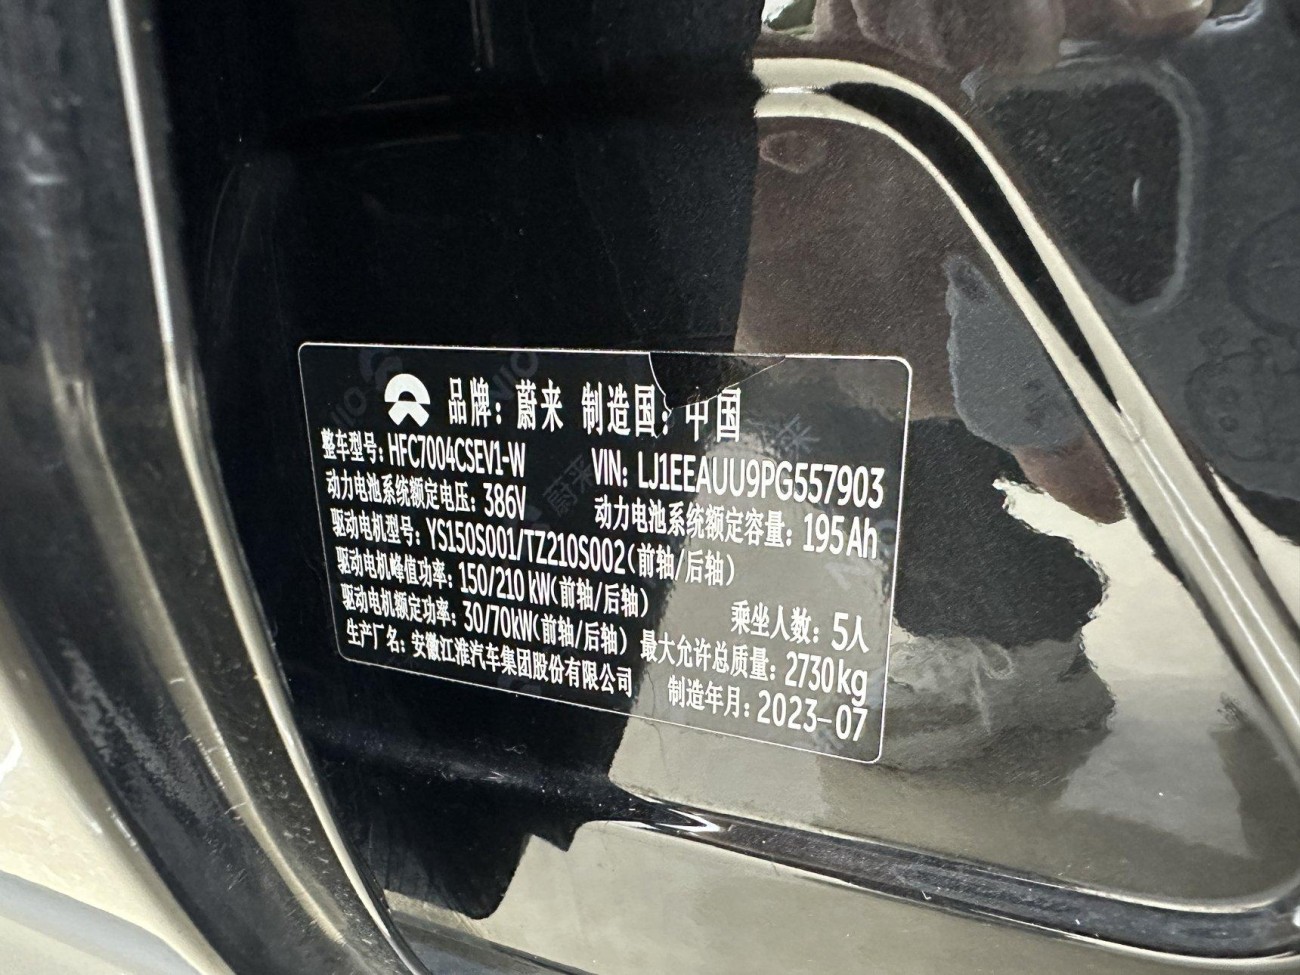 品牌：蔚来 制造国：中国
整车型号：HFC7004CSEV1-W VIN: LJ1EEAUU9PG557903
动力电池系统额定电压：386V 动力电池系统额定容量：195Ah
驱动电机型号：YS150S001/TZ210S002(前轴/后轴)
驱动电机峰值功率：150/210 kW(前轴/后轴) 乘坐人数：5人
驱动电机额定功率：30/70kW(前轴/后轴) 最大允许总质量：2730kg
生产厂名：安徽江淮汽车集团股份有限公司 制造年月：2023-07